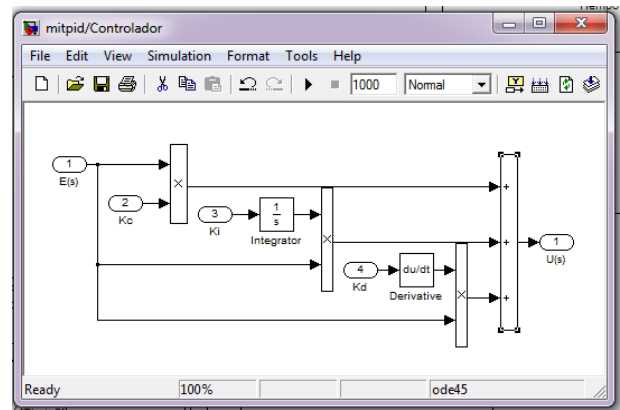 Tiempo
mitpid/Controlador
File Edit View Simulation Format Tools Help
1000 Normal
1
E(s)
2
Kc
×
3
Ki
1
s
Integrator
×
4
Kd
du/dt
Derivative
×
+
+
+
1
U(s)
Ready 100% ode45